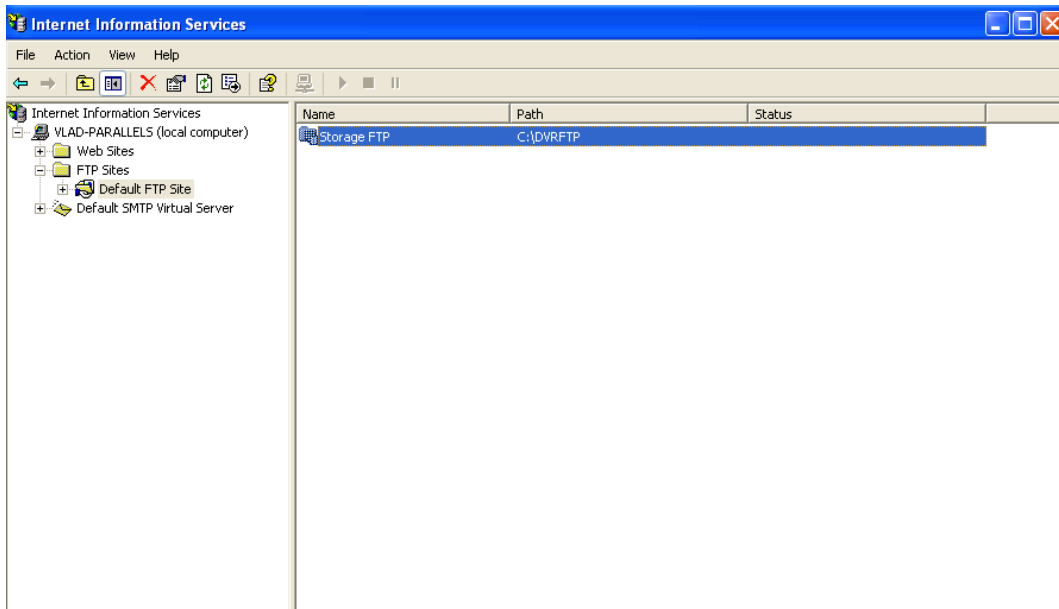 Internet Information Services
File Action View Help
Internet Information Services
VLAD-PARALLELS (local computer)
Web Sites
FTP Sites
Default FTP Site
Default SMTP Virtual Server
Name Path Status
Storage FTP C:\DVRFTP